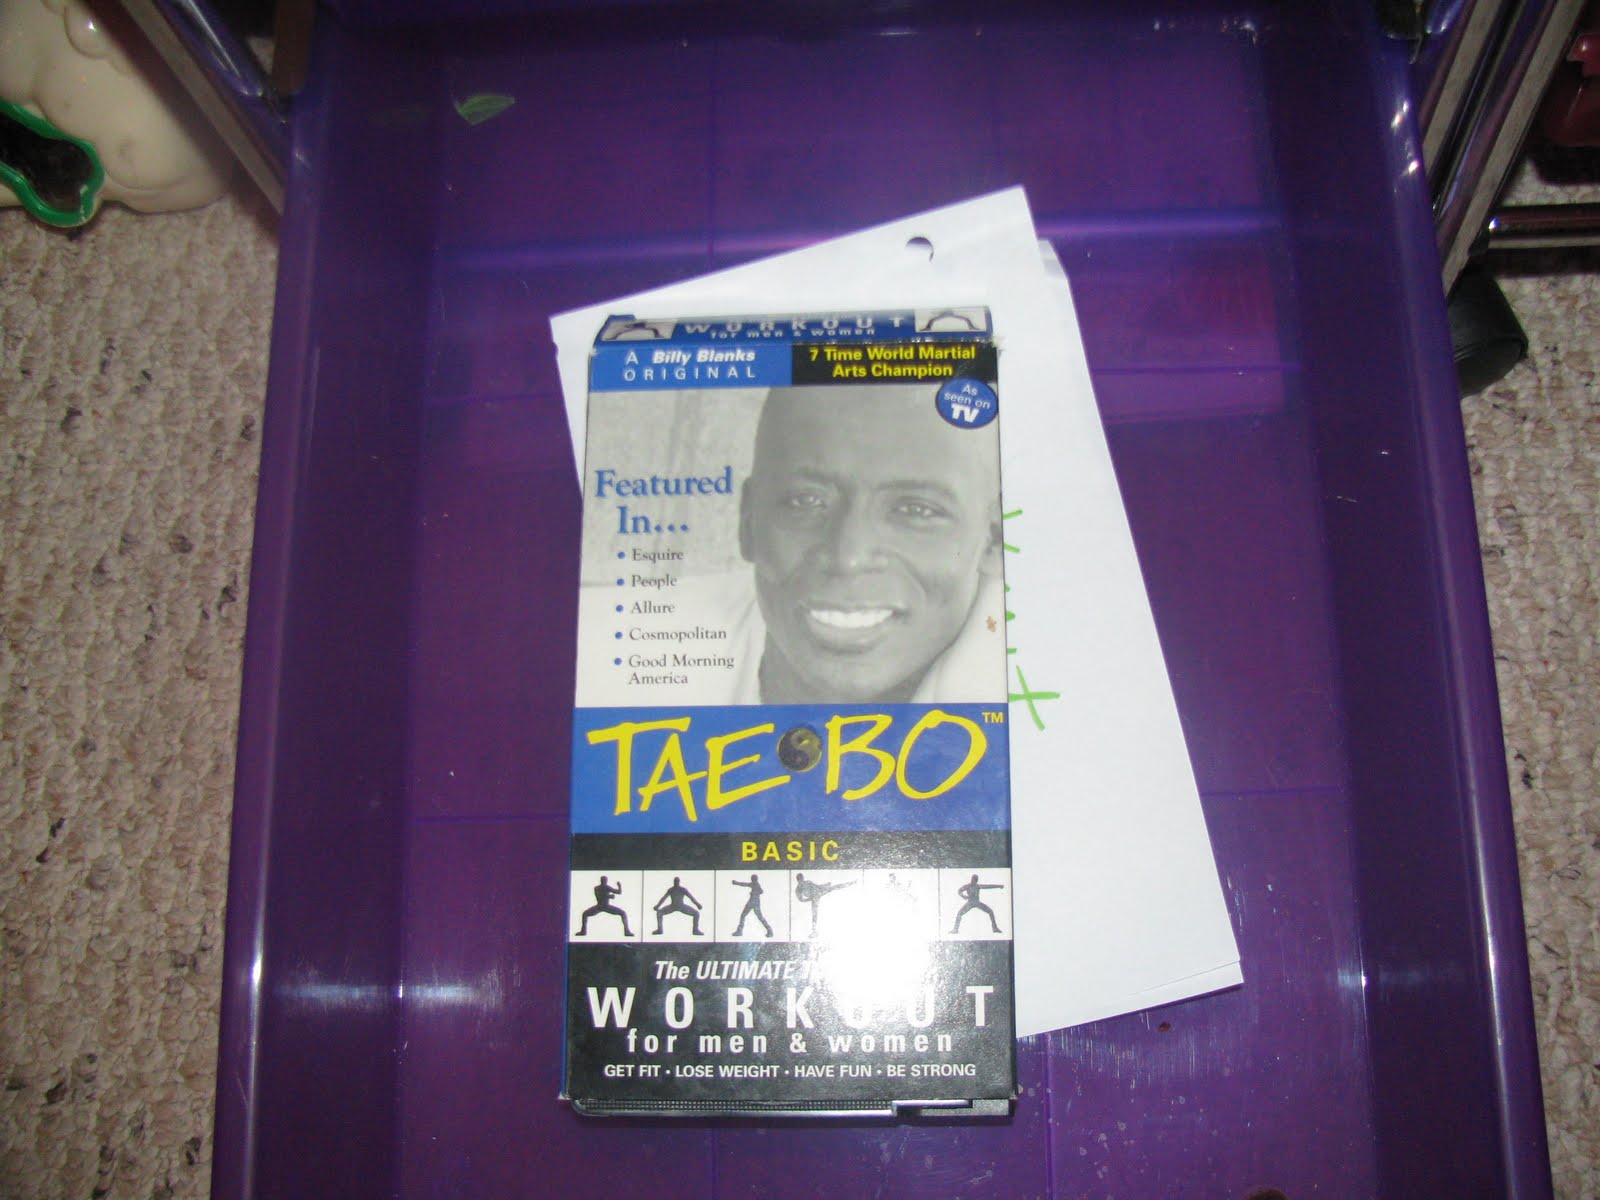 WORKOUT
for men & women
A Billy Blanks
ORIGINAL
7 Time World Martial
Arts Champion
As
seen on
TV
Featured
In...
• Esquire
• People
• Allure
• Cosmopolitan
• Good Morning
America
TAE BO™
BASIC
The ULTIMATE
WORKOUT
for men & women
GET FIT • LOSE WEIGHT • HAVE FUN • BE STRONG